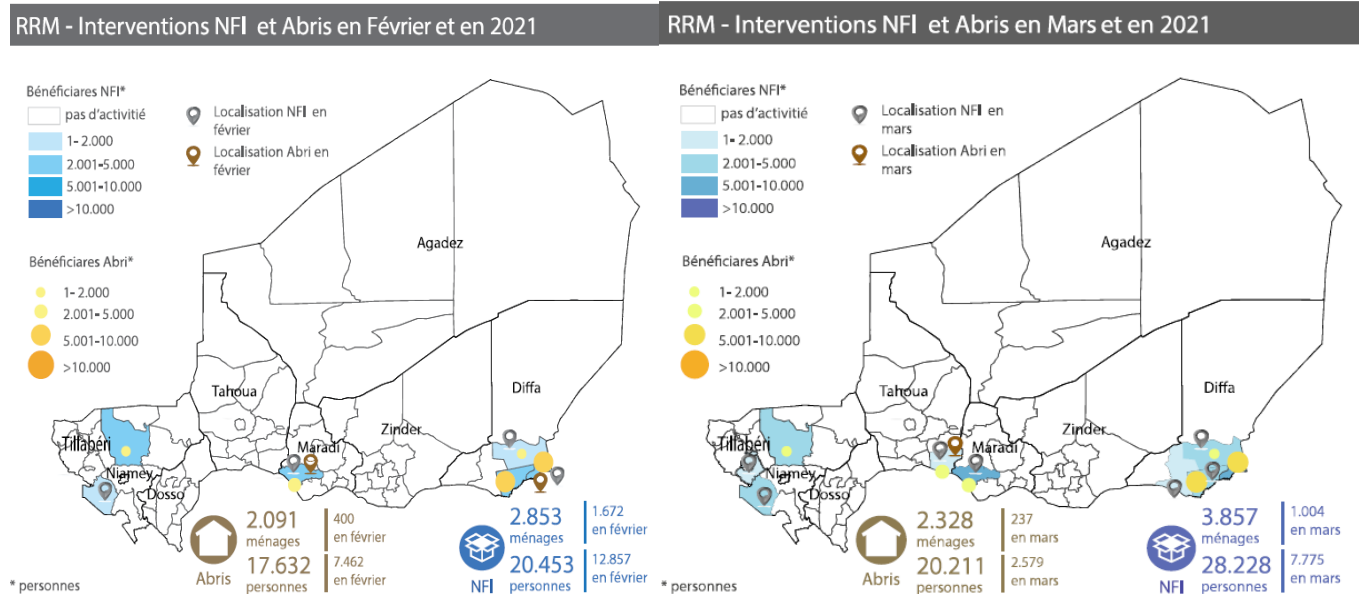 RRM - Interventions NFI et Abris en Février et en 2021
Bénéficiares NFI*
pas d'activitié
1- 2.000
2.001-5.000
5.001-10.000
>10.000
Localisation NFI en
février
Localisation Abri en
février
Bénéficiares Abri*
1- 2.000
2.001- 5.000
5.001-10.000
>10.000
Agadez
Diffa
Tahoua
Zinder
Maradi
Tillabéri
Niamey
Dosso
2.091
ménages
400
en février
17.632
personnes
7.462
en février
Abris
2.853
ménages
1.672
en février
20.453
personnes
12.857
en février
NFI
* personnes
RRM - Interventions NFI et Abris en Mars et en 2021
Bénéficiares NFI*
pas d'activitié
1- 2.000
2.001-5.000
5.001-10.000
>10.000
Localisation NFI en
mars
Localisation Abri en
mars
Bénéficiares Abri*
1- 2.000
2.001- 5.000
5.001-10.000
>10.000
Agadez
Diffa
Tahoua
Zinder
Maradi
Tillabéri
Niamey
Dosso
2.328
ménages
237
en mars
20.211
personnes
2.579
en mars
Abris
3.857
ménages
1.004
en mars
28.228
personnes
7.775
en mars
NFI
* personnes